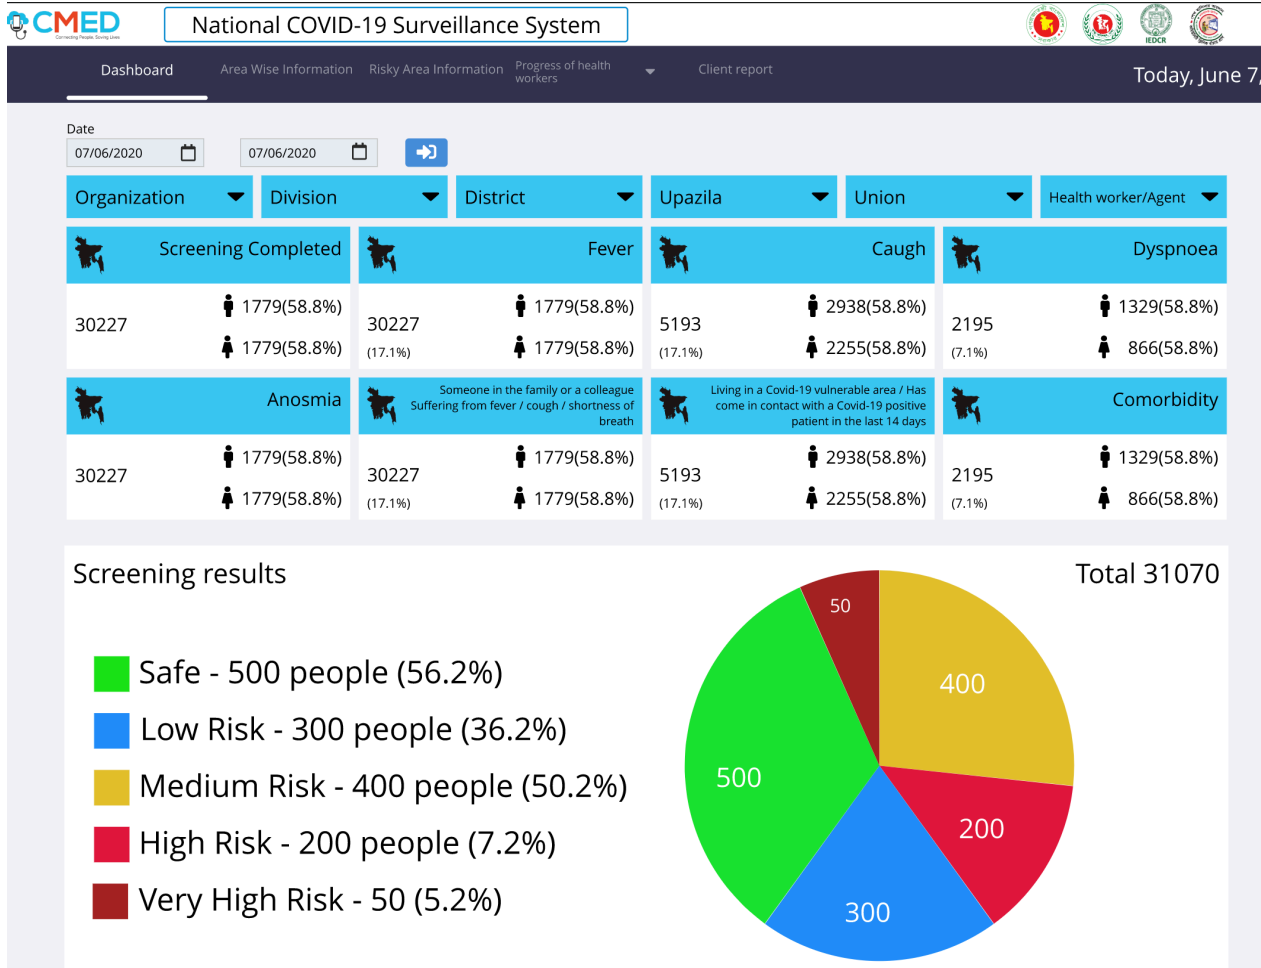 CMED
Connecting People, Saving Lives
National COVID-19 Surveillance System
IEDCR
Dashboard
Area Wise Information
Risky Area Information
Progress of health
workers
Client report
Today, June 7,
Date
07/06/2020
07/06/2020
Organization
Division
District
Upazila
Union
Health worker/Agent
Screening Completed
30227
1779(58.8%)
1779(58.8%)
Fever
30227
(17.1%)
1779(58.8%)
1779(58.8%)
Caugh
5193
(17.1%)
2938(58.8%)
2255(58.8%)
Dyspnoea
2195
(7.1%)
1329(58.8%)
866(58.8%)
Anosmia
30227
1779(58.8%)
1779(58.8%)
Someone in the family or a colleague
Suffering from fever / cough / shortness of
breath
30227
(17.1%)
1779(58.8%)
1779(58.8%)
Living in a Covid-19 vulnerable area / Has
come in contact with a Covid-19 positive
patient in the last 14 days
5193
(17.1%)
2938(58.8%)
2255(58.8%)
Comorbidity
2195
(7.1%)
1329(58.8%)
866(58.8%)
Screening results
Total 31070
Safe - 500 people (56.2%)
Low Risk - 300 people (36.2%)
Medium Risk - 400 people (50.2%)
High Risk - 200 people (7.2%)
Very High Risk - 50 (5.2%)
50
400
500
200
300